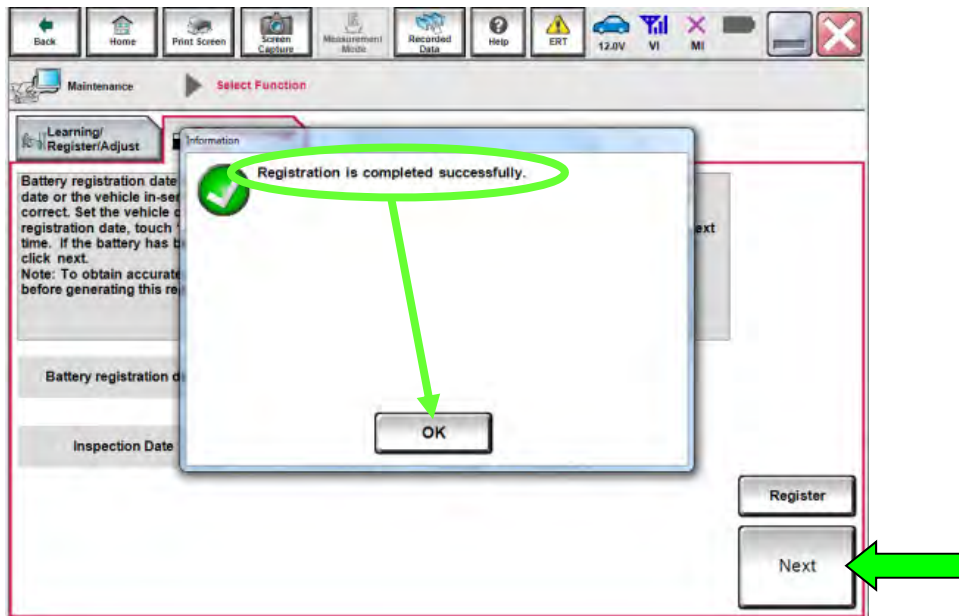 Back
Home
Print Screen
Screen
Capture
Measurement
Mode
Recorded
Data
Help
ERT
12.0V
VI
MI
Maintenance
Select Function
Learning/
Register/Adjust
Information
Registration is completed successfully.
Battery registration date
date or the vehicle in-ser
correct. Set the vehicle
registration date, touch
ext
time. If the battery has b
click next.
Note: To obtain accurate
before generating this re
Battery registration d
OK
Inspection Date
Register
Next